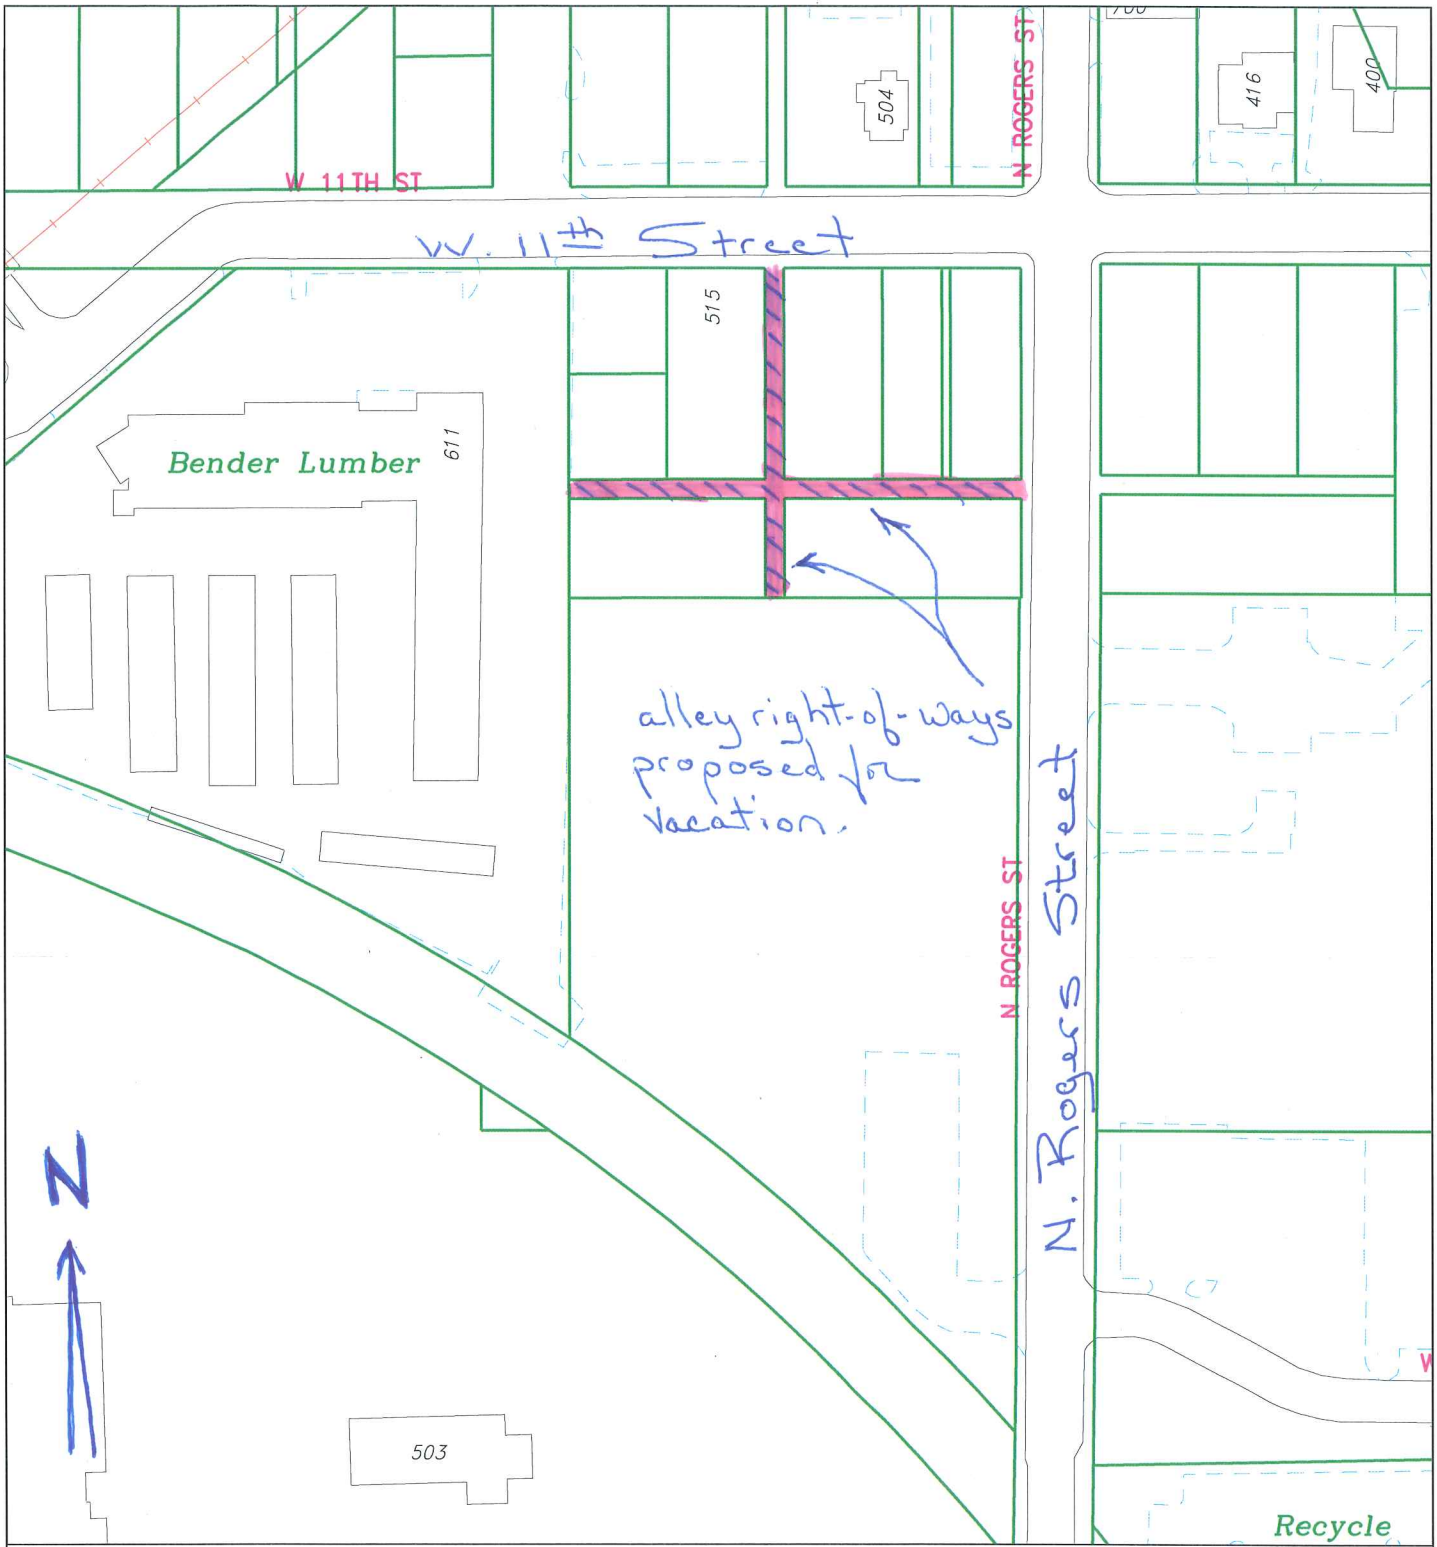 N ROGERS ST
504
416
400
W 11TH ST
W. 11th Street
515
Bender Lumber
611
alley right-of-ways
proposed for
vacation.
N ROGERS ST
N. Rogers Street
N
503
W
Recycle